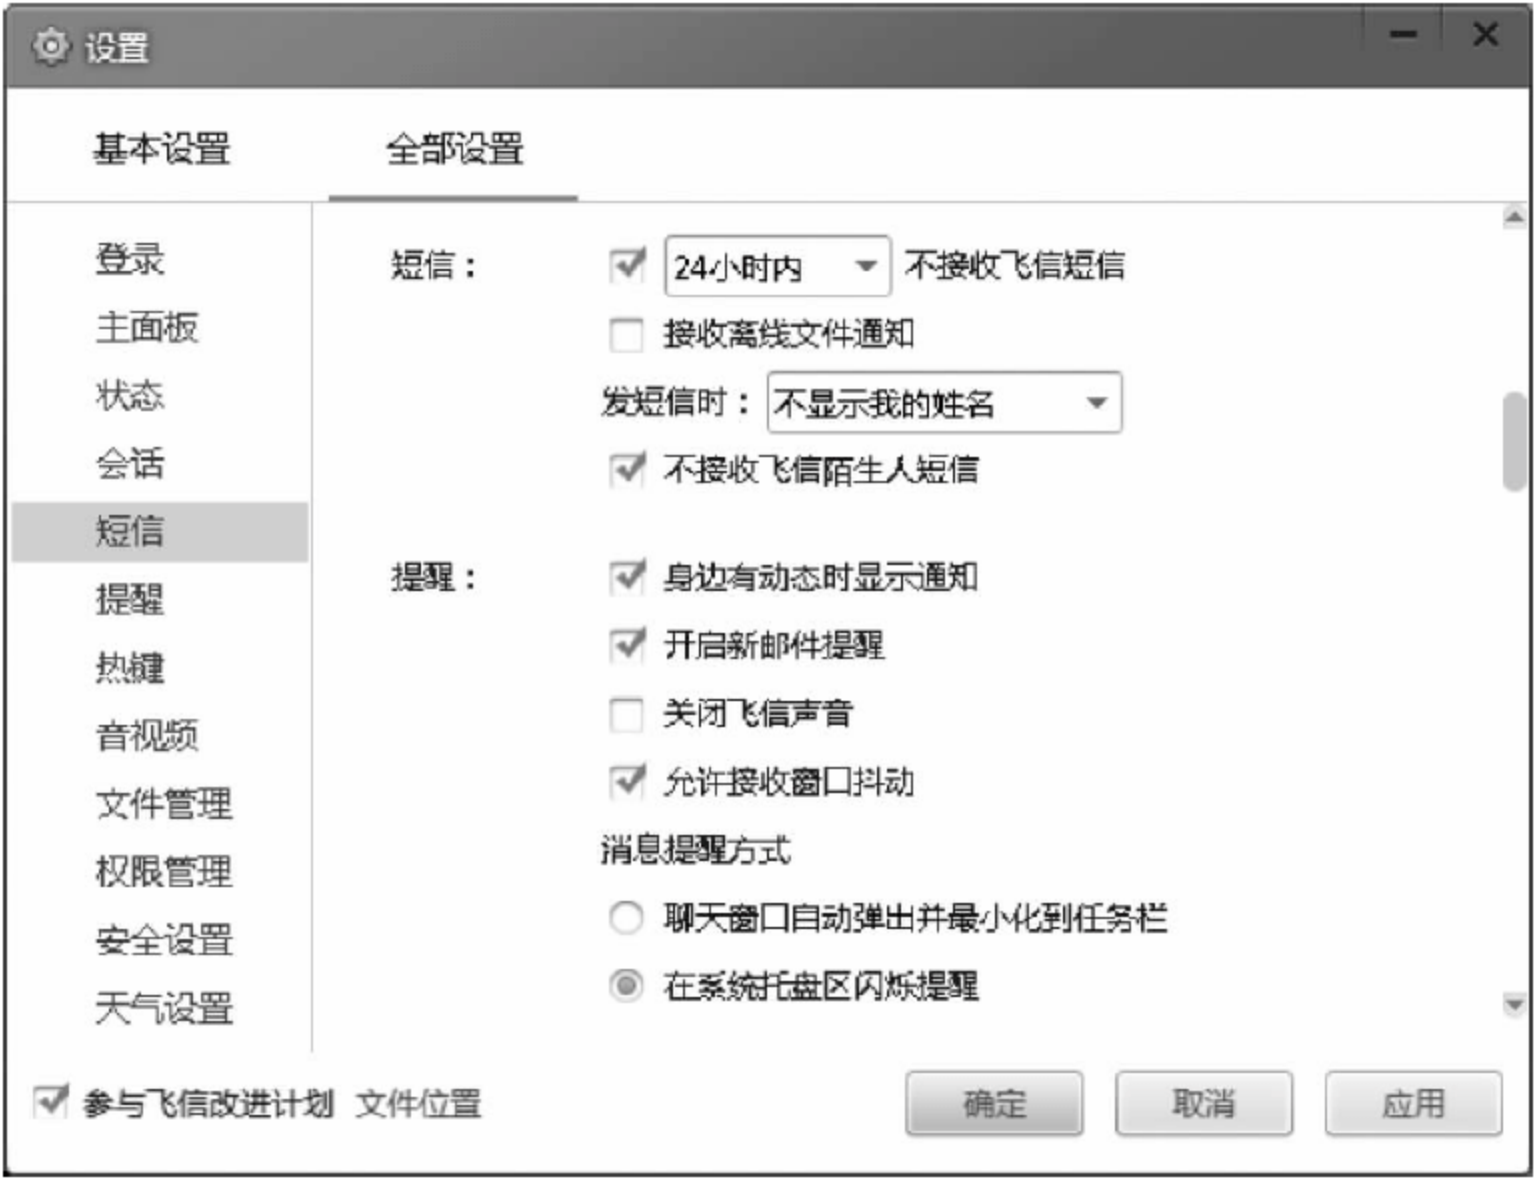 设置
基本设置 全部设置
登录
主面板
状态
会话
短信
提醒
热键
音视频
文件管理
权限管理
安全设置
天气设置
短信： 24小时内 不接收飞信短信
接收离线文件通知
发短信时： 不显示我的姓名
不接收飞信陌生人短信
提醒： 身边有动态时显示通知
开启新邮件提醒
关闭飞信声音
允许接收窗口抖动
消息提醒方式
聊天窗口自动弹出并最小化到任务栏
在系统托盘区闪烁提醒
参与飞信改进计划 文件位置 确定 取消 应用